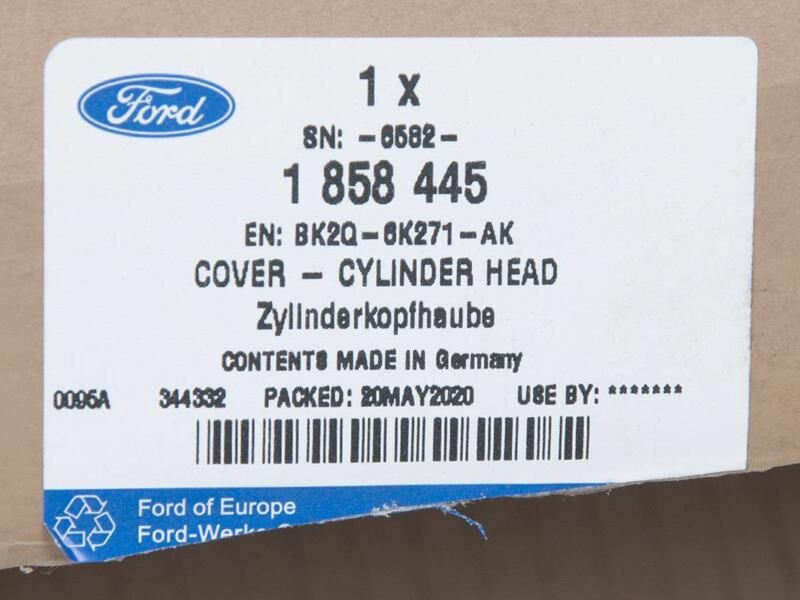 Ford
1 x
SN: -6582-
1 858 445
EN: BK2Q-6K271-AK
COVER - CYLINDER HEAD
Zylinderkopfhaube
CONTENTS MADE IN Germany
0095A 344332 PACKED: 20MAY2020 USE BY: *******
Ford of Europe
Ford-Werke